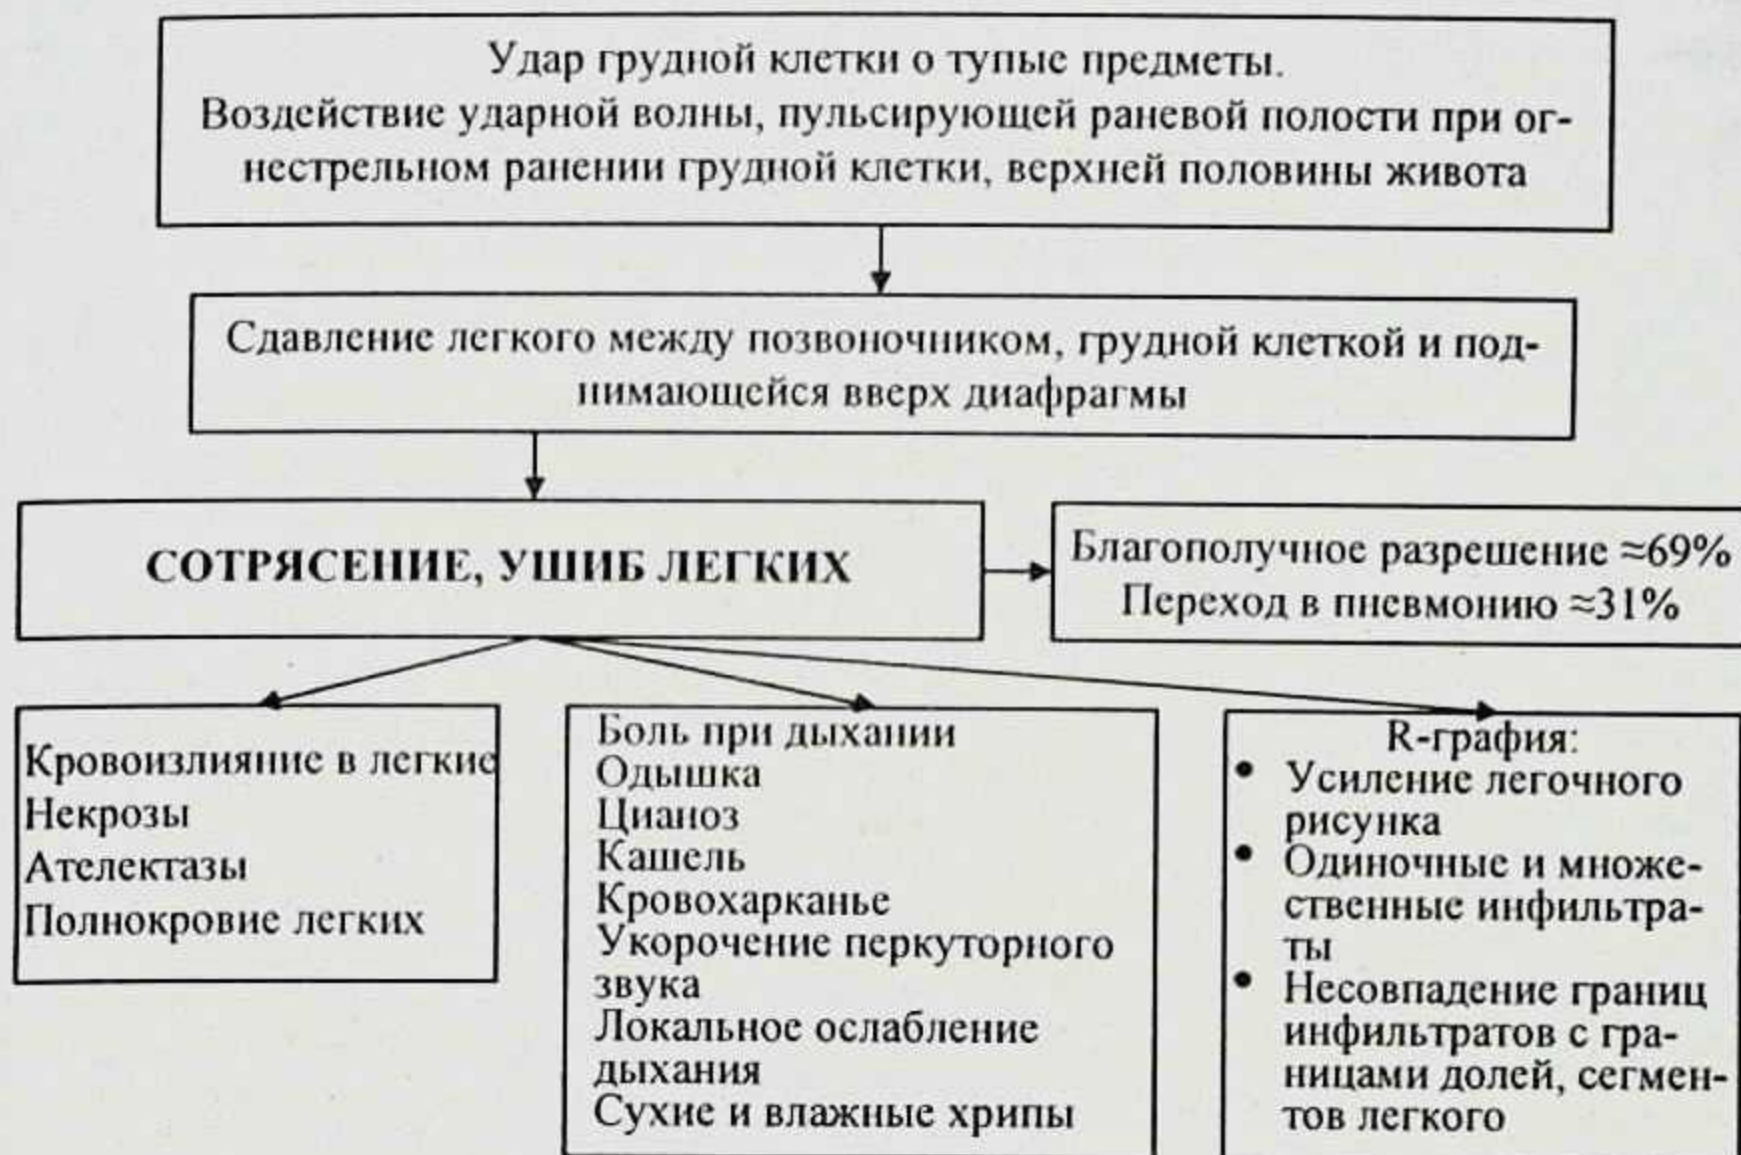 Удар грудной клетки о тупые предметы.
Воздействие ударной волны, пульсирующей раневой полости при ог-
нестрельном ранении грудной клетки, верхней половины живота
Сдавление легкого между позвоночником, грудной клеткой и под-
нимающейся вверх диафрагмы
СОТРЯСЕНИЕ, УШИБ ЛЕГКИХ
Благополучное разрешение ≈69%
Переход в пневмонию ≈31%
Кровоизлияние в легкие
Некрозы
Ателектазы
Полнокровие легких
Боль при дыхании
Одышка
Цианоз
Кашель
Кровохарканье
Укорочение перкуторного
звука
Локальное ослабление
дыхания
Сухие и влажные хрипы
R-графия:
• Усиление легочного
рисунка
• Одиночные и множе-
ственные инфильтра-
ты
• Несовпадение границ
инфильтратов с гра-
ницами долей, сегмен-
тов легкого